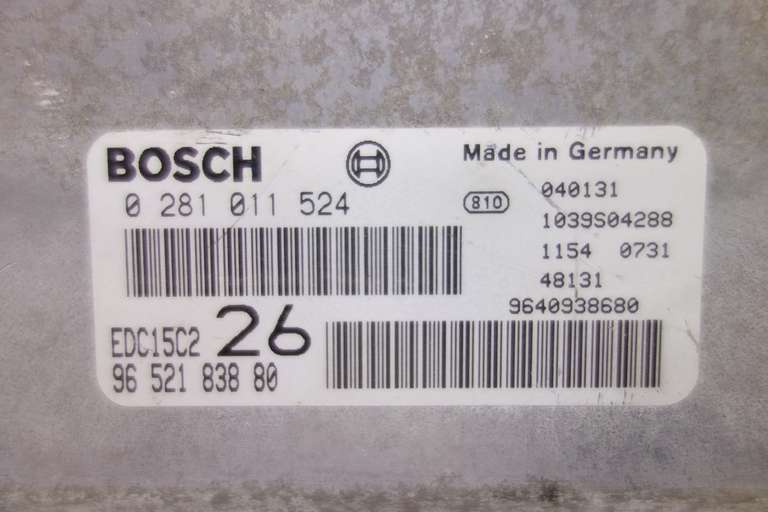 BOSCH
Made in Germany
0 281 011 524
810
040131
1039S04288
1154 0731
48131
9640938680
EDC15C2 26
96 521 838 80